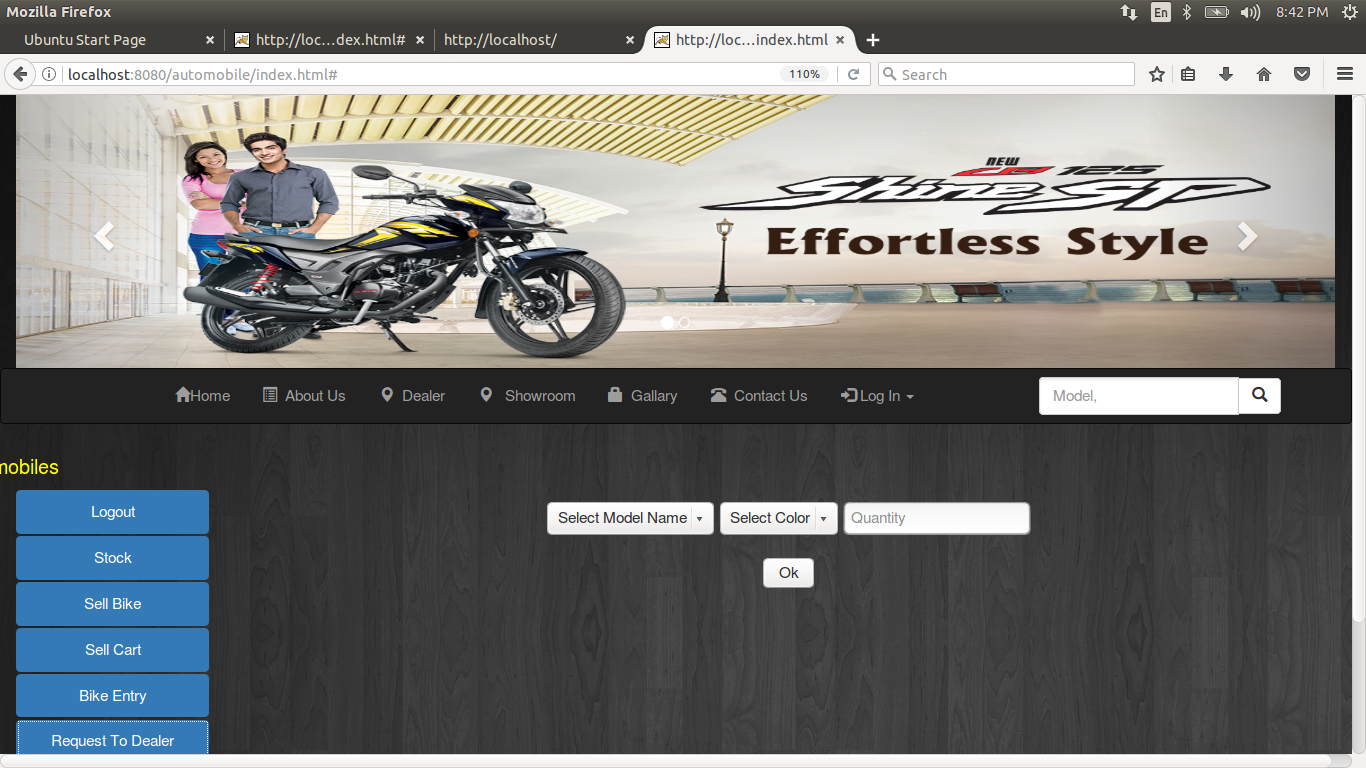 Mozilla Firefox
En
8:42 PM
Ubuntu Start Page
http://loc...dex.html#
http://localhost/
http://loc...index.html
localhost:8080/automobile/index.html#
110%
Search
NEW
CB 125
Shine SP
Effortless Style
Home
About Us
Dealer
Showroom
Gallary
Contact Us
Log In
Model,
mobiles
Logout
Select Model Name
Select Color
Quantity
Stock
Ok
Sell Bike
Sell Cart
Bike Entry
Request To Dealer